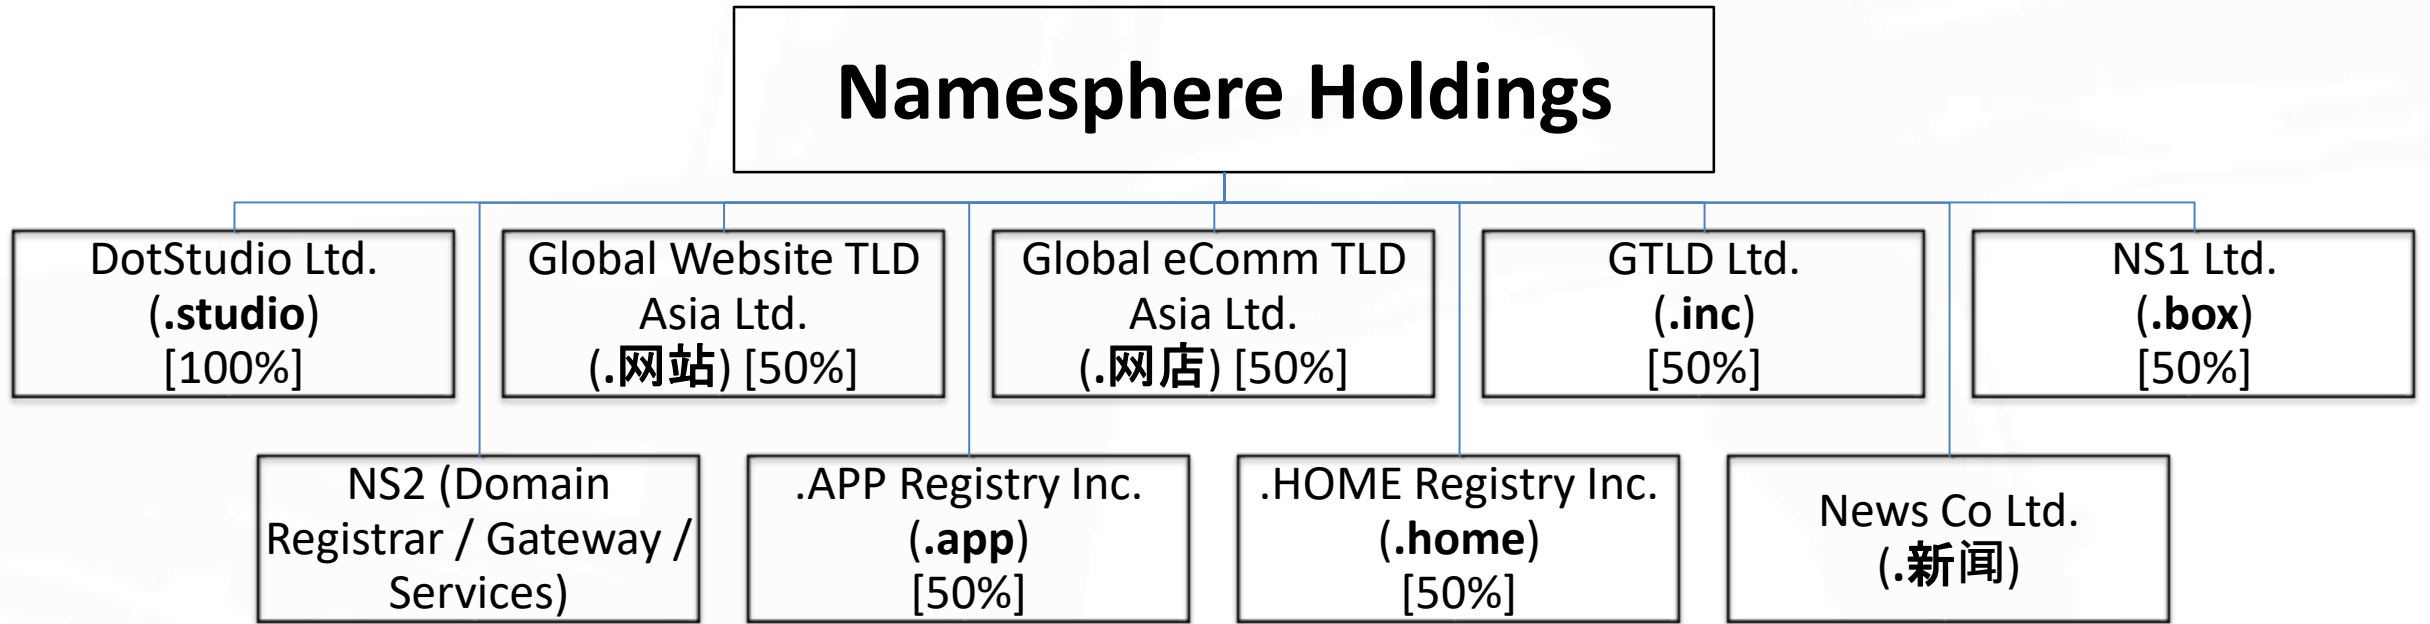 Namesphere Holdings
DotStudio Ltd.
(.studio)
[100%]
Global Website TLD
Asia Ltd.
(.网站) [50%]
Global eComm TLD
Asia Ltd.
(.网店) [50%]
GTLD Ltd.
(.inc)
[50%]
NS1 Ltd.
(.box)
[50%]
NS2 (Domain
Registrar / Gateway /
Services)
.APP Registry Inc.
(.app)
[50%]
.HOME Registry Inc.
(.home)
[50%]
News Co Ltd.
(.新闻)